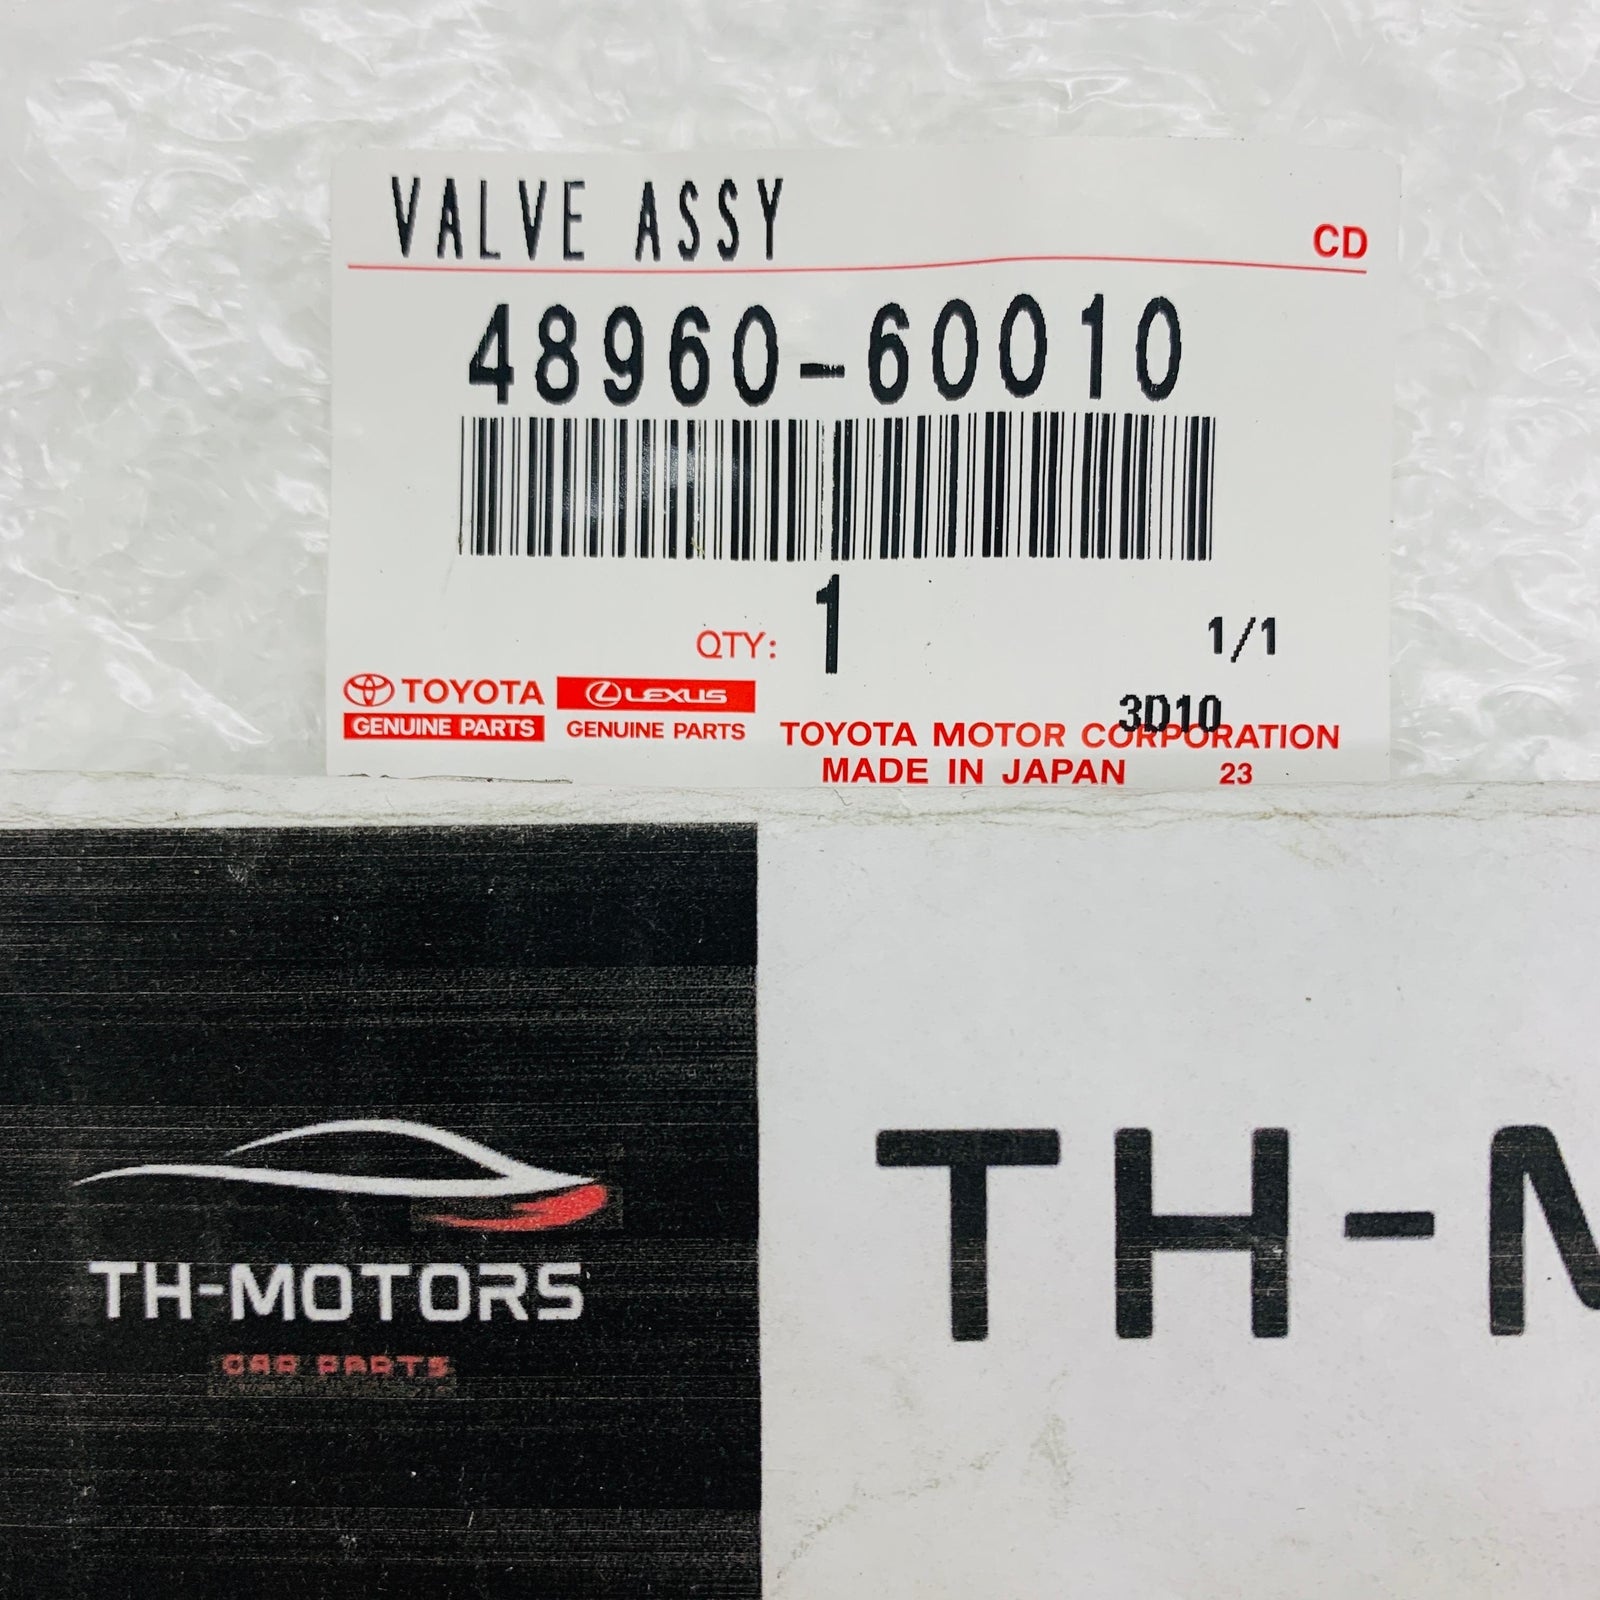 VALVE ASSY
CD
48960-60010
QTY: 1
1/1
3D10
TOYOTA
GENUINE PARTS
LEXUS
GENUINE PARTS
TOYOTA MOTOR CORPORATION
MADE IN JAPAN 23
TH-MOTORS
CAR PARTS
TH-M